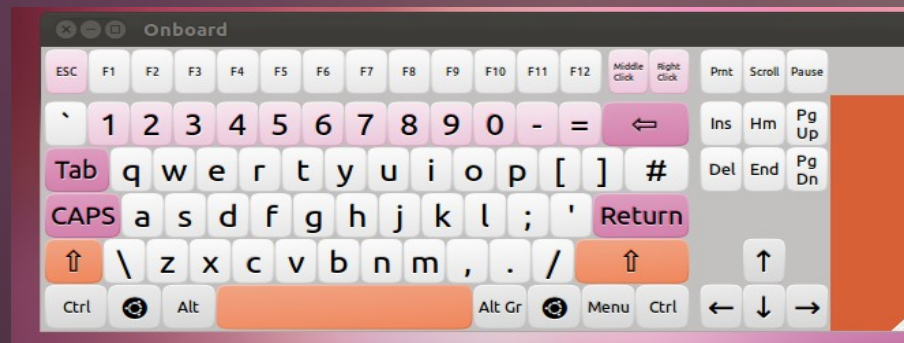 Onboard
ESC F1 F2 F3 F4 F5 F6 F7 F8 F9 F10 F11 F12 Middle Click Right Click Prnt Scroll Pause
` 1 2 3 4 5 6 7 8 9 0 - = ⇦ Ins Hm Pg Up
Tab q w e r t y u i o p [ ] # Del End Pg Dn
CAPS a s d f g h j k l ; ' Return
⇧ \ z x c v b n m , . / ⇧ ↑
Ctrl Alt Alt Gr Menu Ctrl ← ↓ →